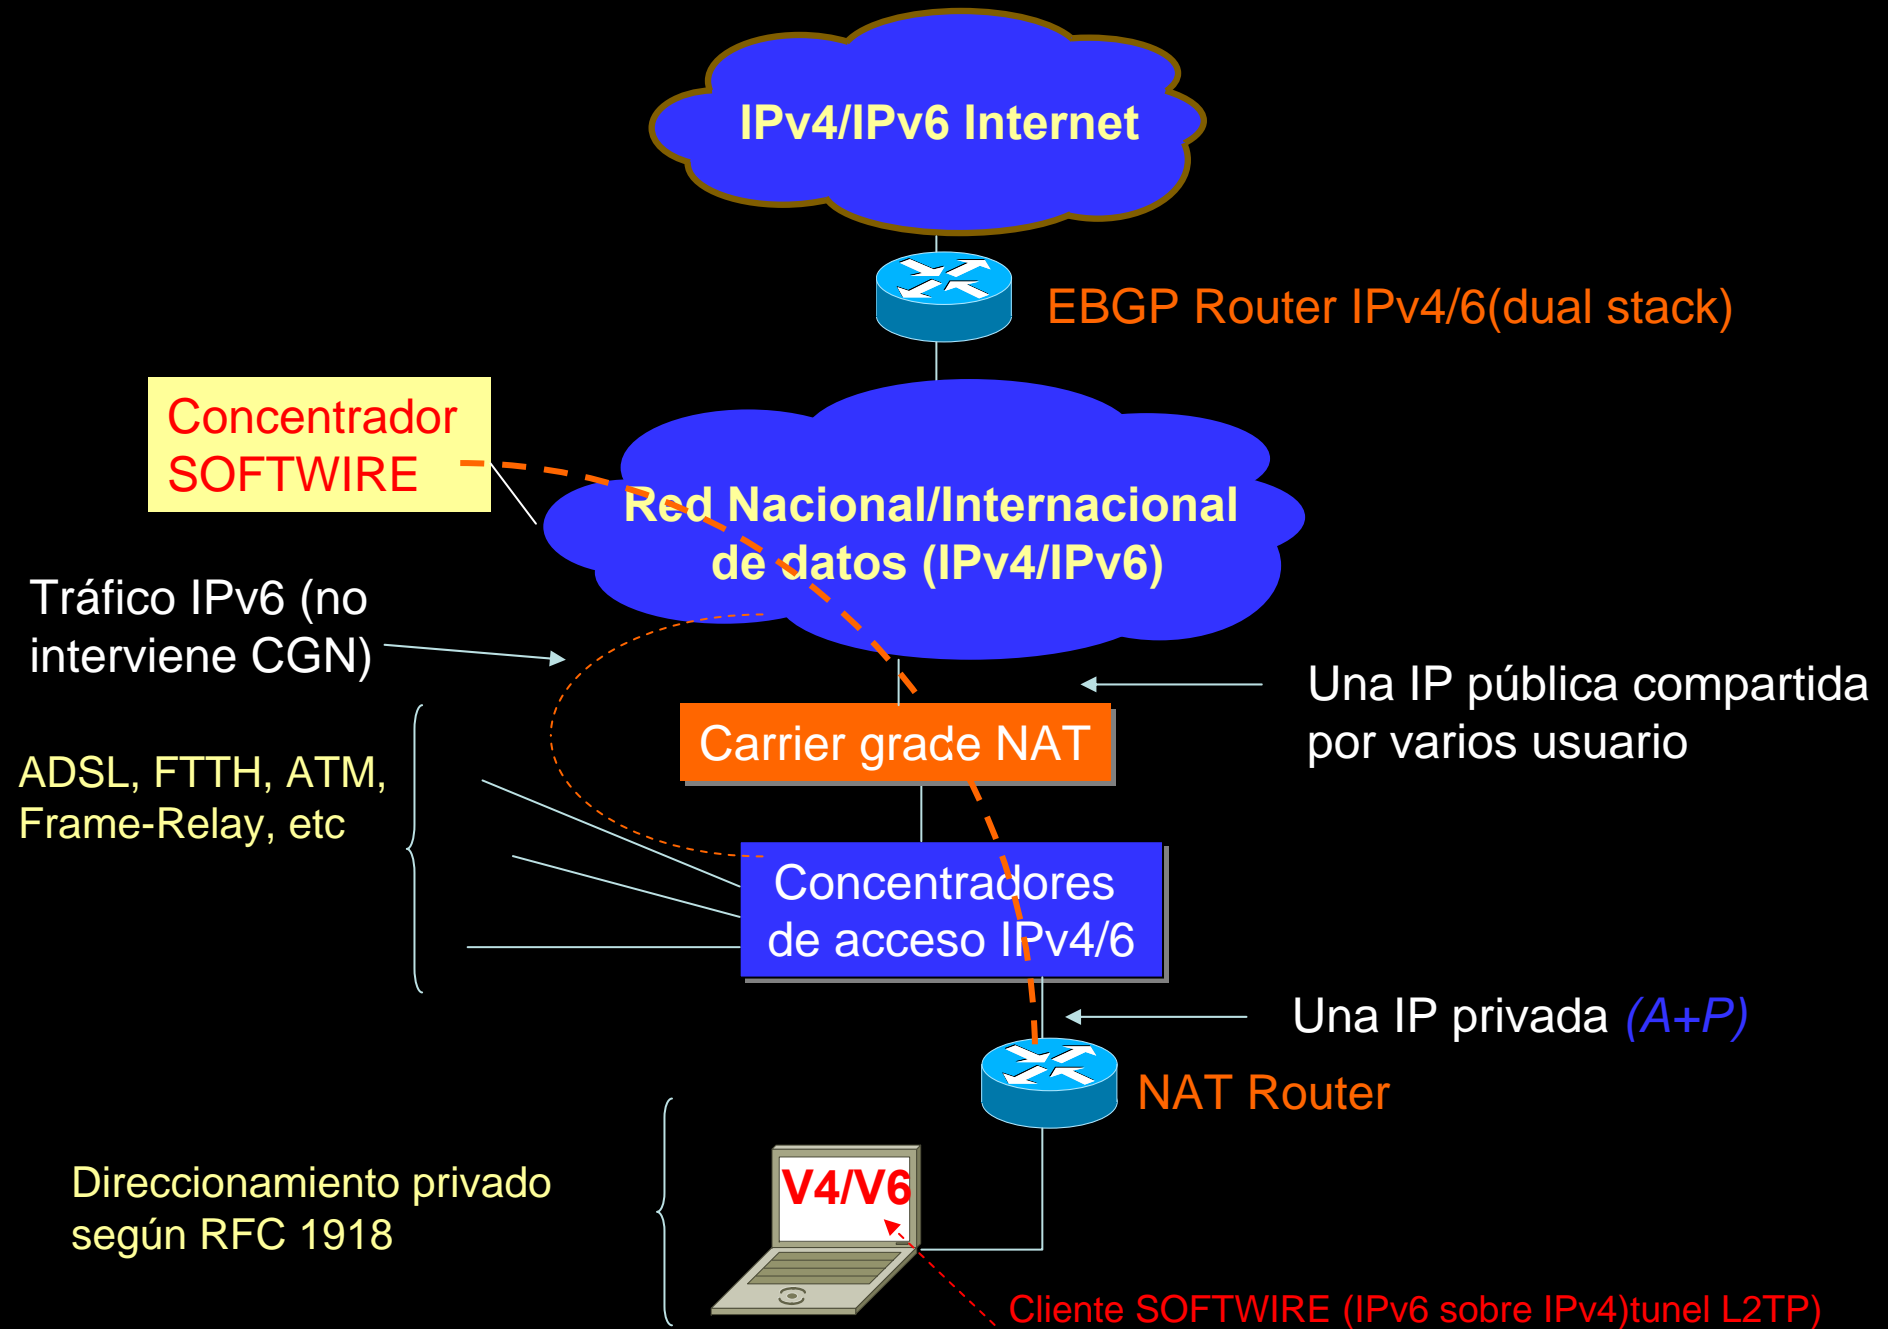 IPv4/IPv6 Internet
EBGP Router IPv4/6(dual stack)
Concentrador
SOFTWIRE
Red Nacional/Internacional
de datos (IPv4/IPv6)
Tráfico IPv6 (no
interviene CGN)
Una IP pública compartida
por varios usuario
Carrier grade NAT
ADSL, FTTH, ATM,
Frame-Relay, etc
Concentradores
de acceso IPv4/6
Una IP privada (A+P)
NAT Router
Direccionamiento privado
según RFC 1918
V4/V6
Cliente SOFTWIRE (IPv6 sobre IPv4)tunel L2TP)